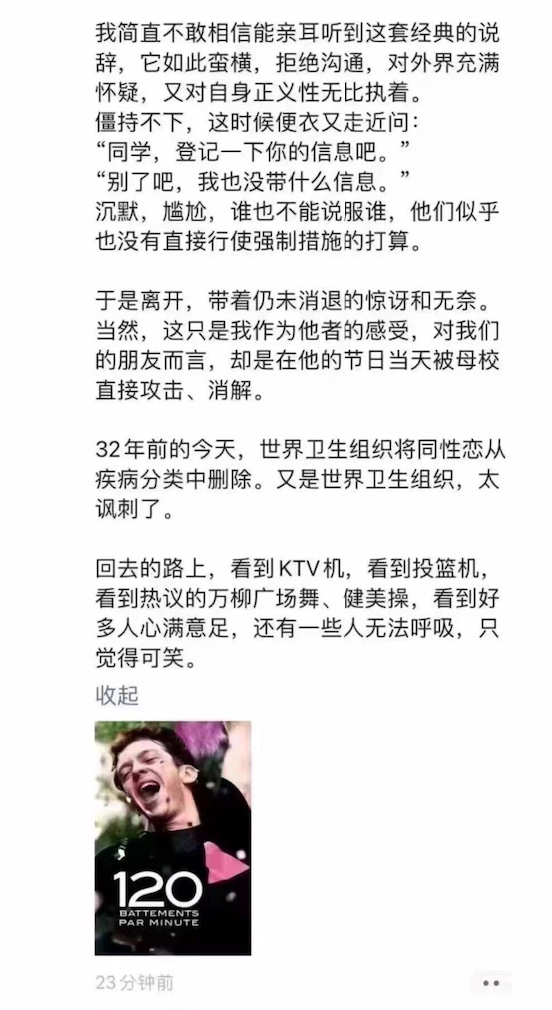 我简直不敢相信能亲耳听到这套经典的说
辞，它如此蛮横，拒绝沟通，对外界充满
怀疑，又对自身正义性无比执着。
僵持不下，这时候便衣又走近问：
“同学，登记一下你的信息吧。”
“别了吧，我也没带什么信息。”
沉默，尴尬，谁也不能说服谁，他们似乎
也没有直接行使强制措施的打算。
于是离开，带着仍未消退的惊讶和无奈。
当然，这只是我作为他者的感受，对我们
的朋友而言，却是在他的节日当天被母校
直接攻击、消解。
32年前的今天，世界卫生组织将同性恋从
疾病分类中删除。又是世界卫生组织，太
讽刺了。
回去的路上，看到KTV机，看到投篮机，
看到热议的万柳广场舞、健美操，看到好
多人心满意足，还有一些人无法呼吸，只
觉得可笑。
收起
120
BATTEMENTS
PAR MINUTE
23分钟前